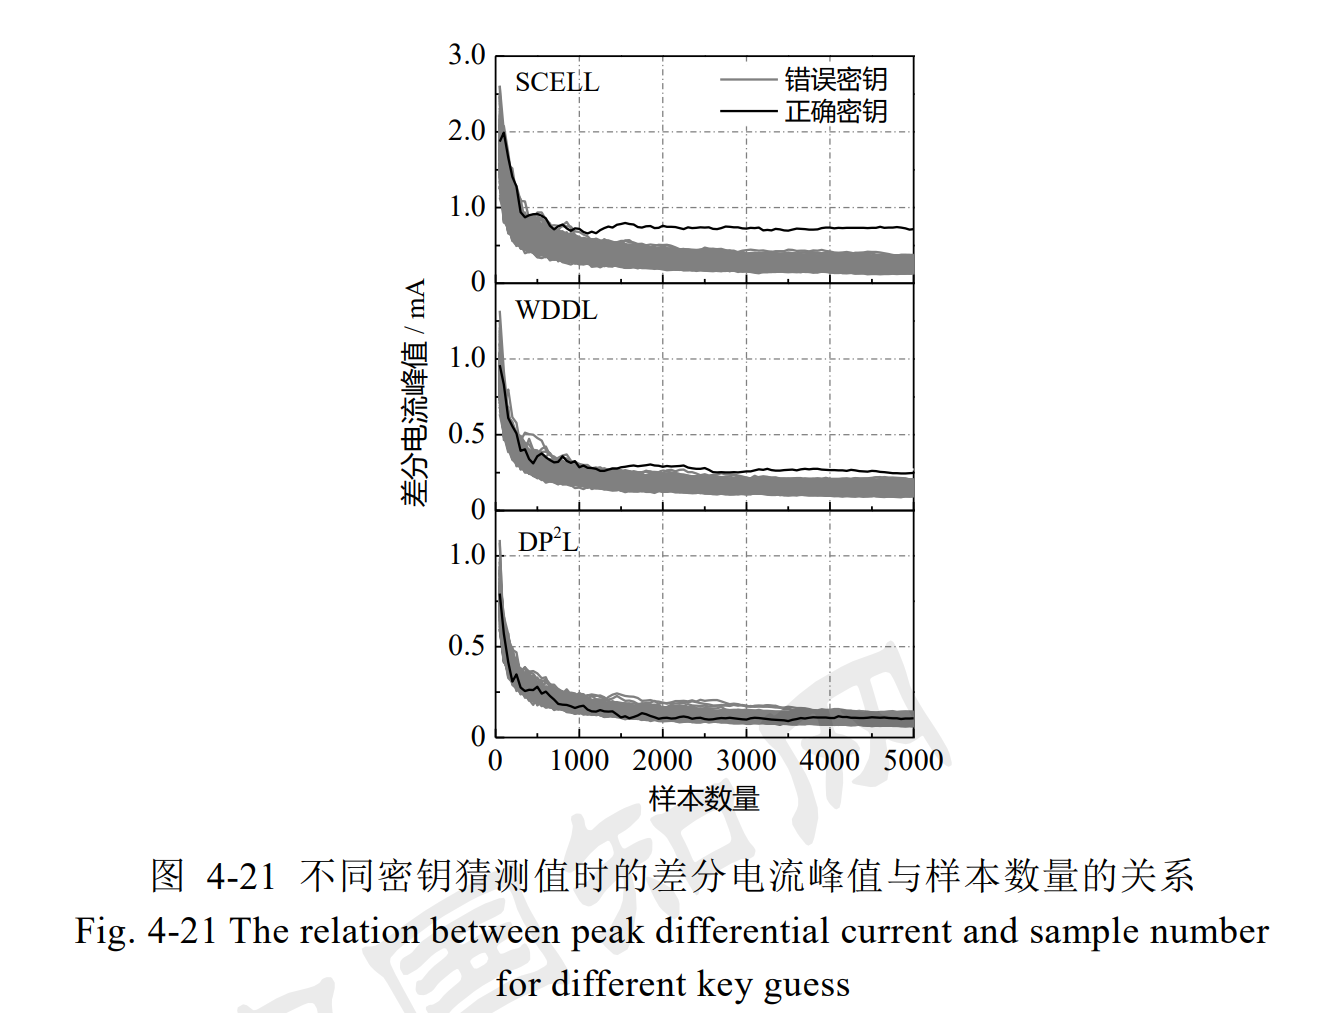 3.0
SCELL
错误密钥
正确密钥
2.0
1.0
0
WDDL
1.0
0.5
0
DP²L
1.0
0.5
0
差分电流峰值 / mA
0 1000 2000 3000 4000 5000
样本数量
图 4-21 不同密钥猜测值时的差分电流峰值与样本数量的关系
Fig. 4-21 The relation between peak differential current and sample number
for different key guess